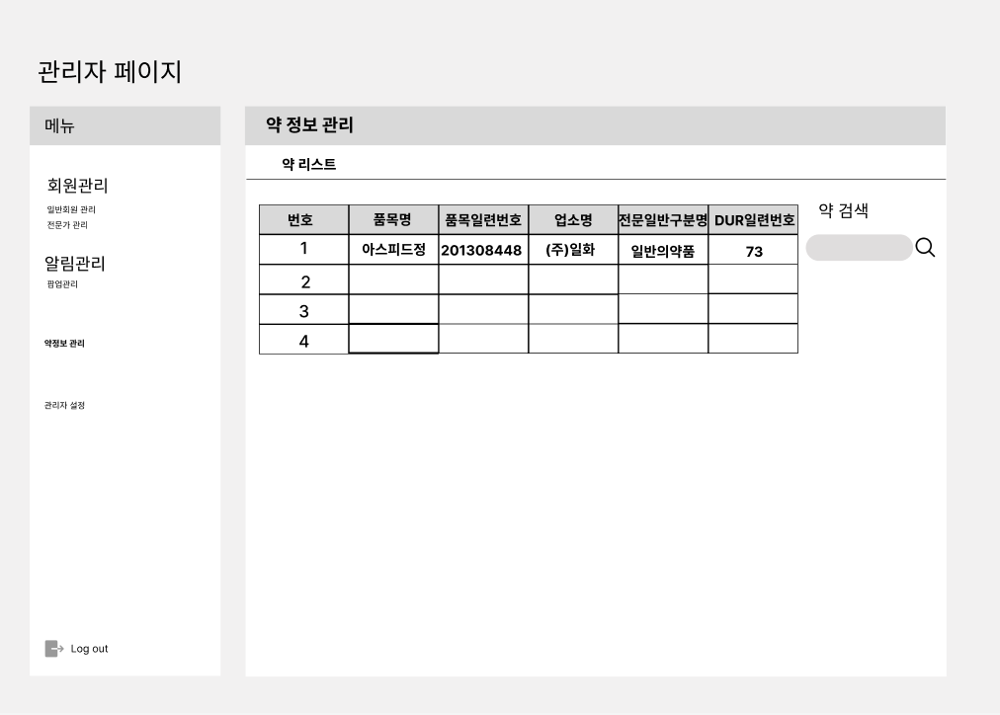 관리자 페이지
메뉴
회원관리
일반회원 관리
전문가 관리
알림관리
팝업관리
약정보 관리
관리자 설정
Log out
약 정보 관리
약 리스트
번호 품목명 품목일련번호 업소명 전문일반구분명 DUR일련번호
1 아스피드정 201308448 (주)일화 일반의약품 73
2
3
4
약 검색